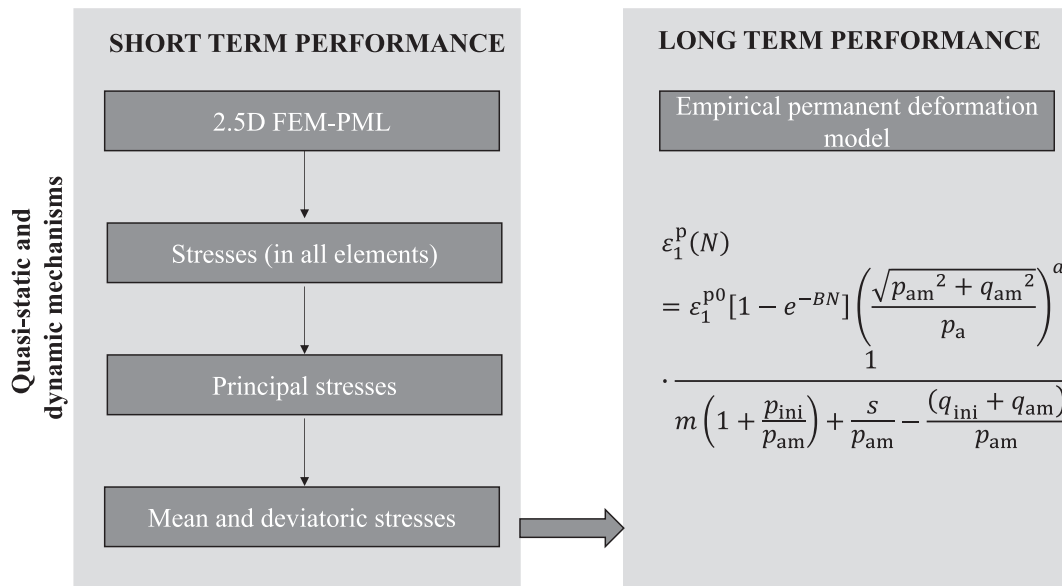 Quasi-static and
dynamic mechanisms
SHORT TERM PERFORMANCE
2.5D FEM-PML
Stresses (in all elements)
Principal stresses
Mean and deviatoric stresses
LONG TERM PERFORMANCE
Empirical permanent deformation
model
ε₁ᵖ(N)
= ε₁ᵖ⁰[1 − e^{−BN}] (√(p_am² + q_am²) / p_a)^a
· 1 / (m(1 + p_ini/p_am) + s/p_am − (q_ini + q_am)/p_am)